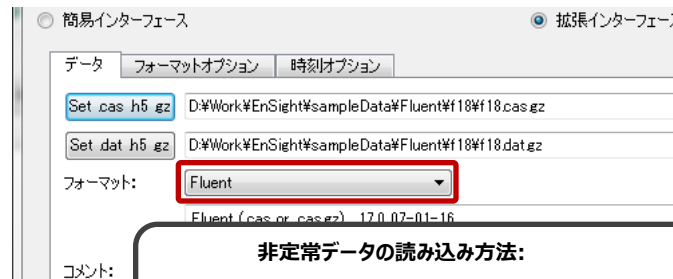 簡易インターフェース 拡張インターフェース
データ フォーマットオプション 時刻オプション
Set .cas .h5 .gz D:¥Work¥EnSight¥sampleData¥Fluent¥f18¥f18.cas.gz
Set .dat .h5 .gz D:¥Work¥EnSight¥sampleData¥Fluent¥f18¥f18.dat.gz
フォーマット: Fluent
Fluent (.cas or .cas.gz) 17.0 07-01-16
非定常データの読み込み方法:
コメント: